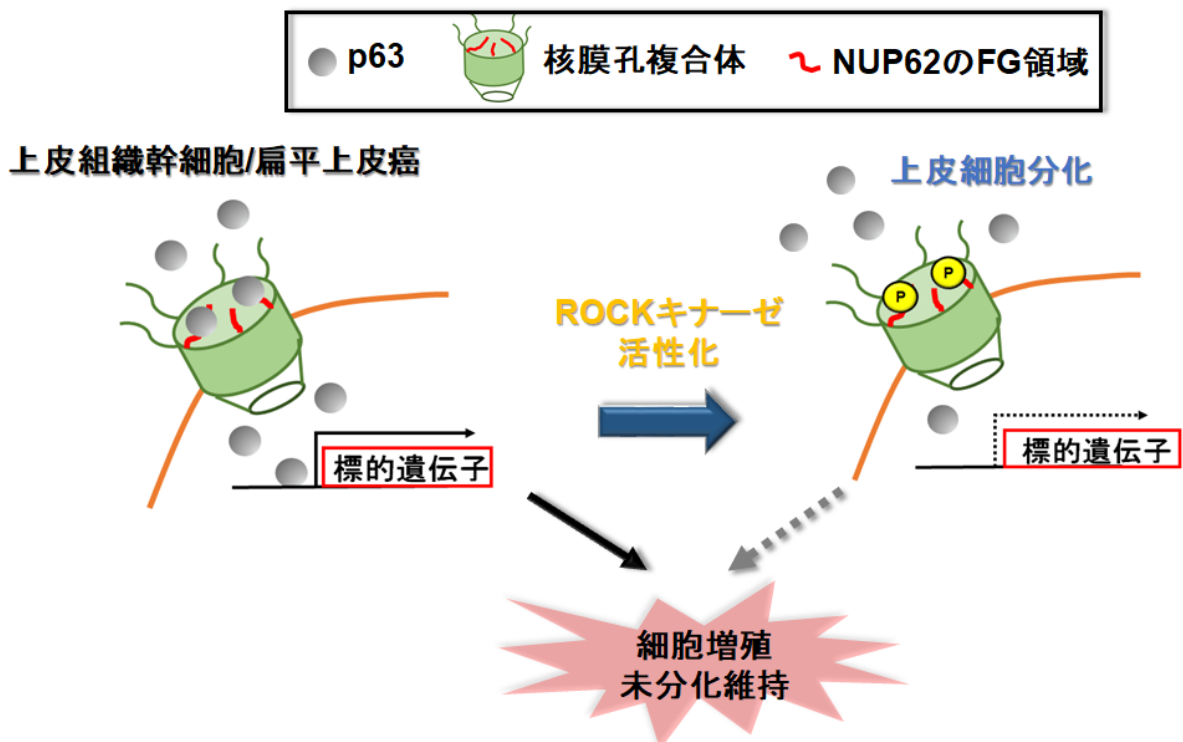 p63
核膜孔複合体
NUP62のFG領域
上皮組織幹細胞/扁平上皮癌
上皮細胞分化
P
P
ROCKキナーゼ
活性化
標的遺伝子
標的遺伝子
細胞増殖
未分化維持